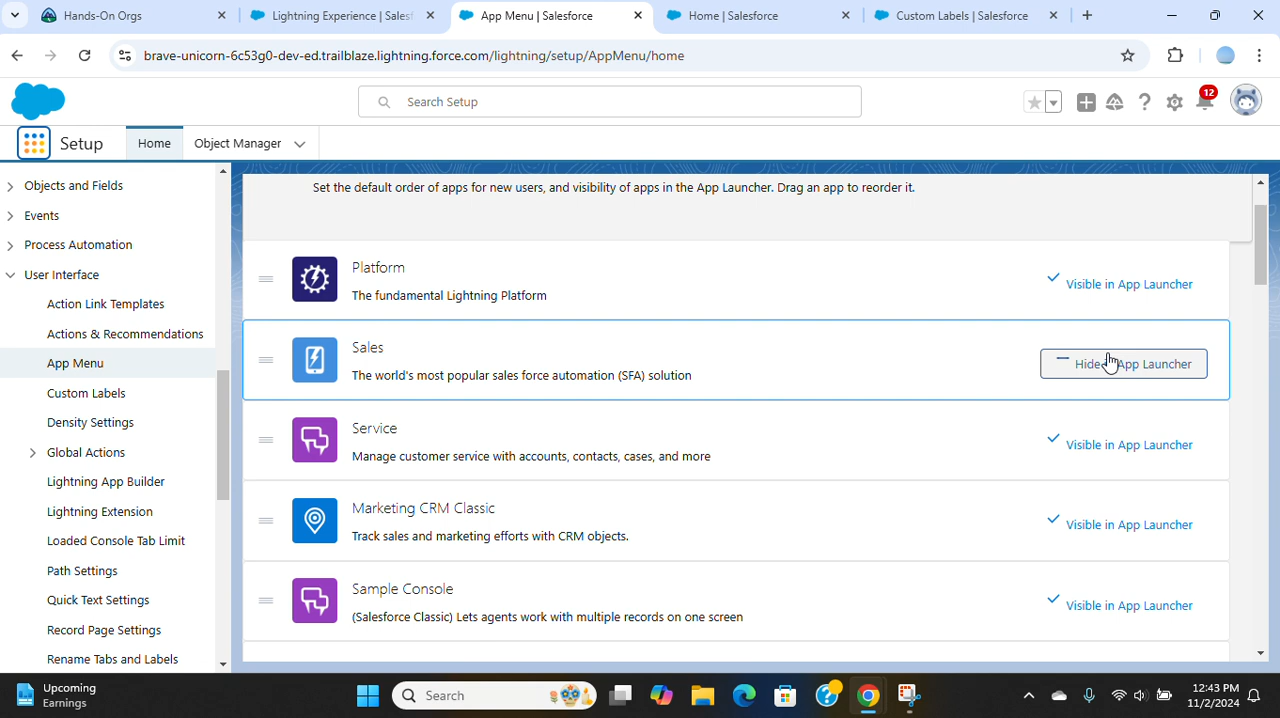 Hands-On Orgs
Lightning Experience | Salesf
App Menu | Salesforce
Home | Salesforce
Custom Labels | Salesforce
brave-unicorn-6c53g0-dev-ed.trailblaze.lightning.force.com/lightning/setup/AppMenu/home
Search Setup
12
Setup
Home
Object Manager
Objects and Fields
Events
Process Automation
User Interface
Action Link Templates
Actions & Recommendations
App Menu
Custom Labels
Density Settings
Global Actions
Lightning App Builder
Lightning Extension
Loaded Console Tab Limit
Path Settings
Quick Text Settings
Record Page Settings
Rename Tabs and Labels
Set the default order of apps for new users, and visibility of apps in the App Launcher. Drag an app to reorder it.
Platform
The fundamental Lightning Platform
Visible in App Launcher
Sales
The world's most popular sales force automation (SFA) solution
Hide App Launcher
Service
Manage customer service with accounts, contacts, cases, and more
Visible in App Launcher
Marketing CRM Classic
Track sales and marketing efforts with CRM objects.
Visible in App Launcher
Sample Console
(Salesforce Classic) Lets agents work with multiple records on one screen
Visible in App Launcher
Upcoming
Earnings
Search
12:43 PM
11/2/2024